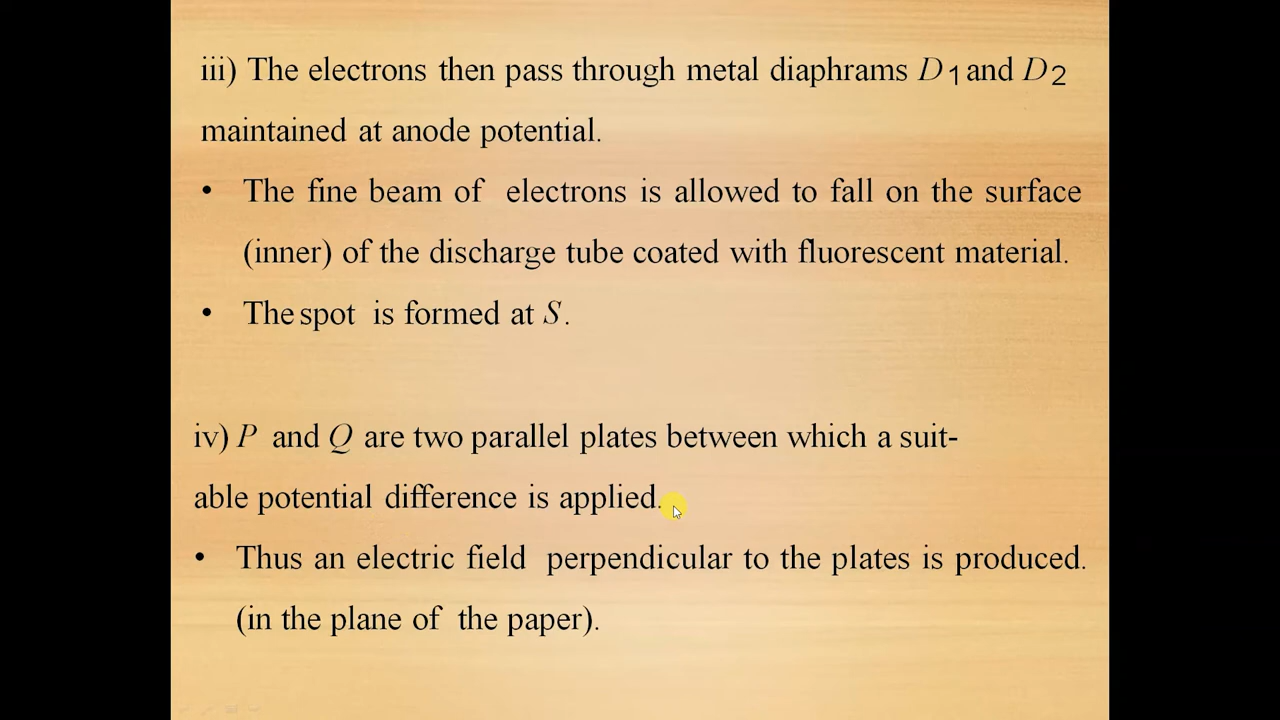 iii) The electrons then pass through metal diaphrams D1 and D2
maintained at anode potential.
• The fine beam of electrons is allowed to fall on the surface
(inner) of the discharge tube coated with fluorescent material.
• The spot is formed at S.
iv) P and Q are two parallel plates between which a suit-
able potential difference is applied.
• Thus an electric field perpendicular to the plates is produced.
(in the plane of the paper).